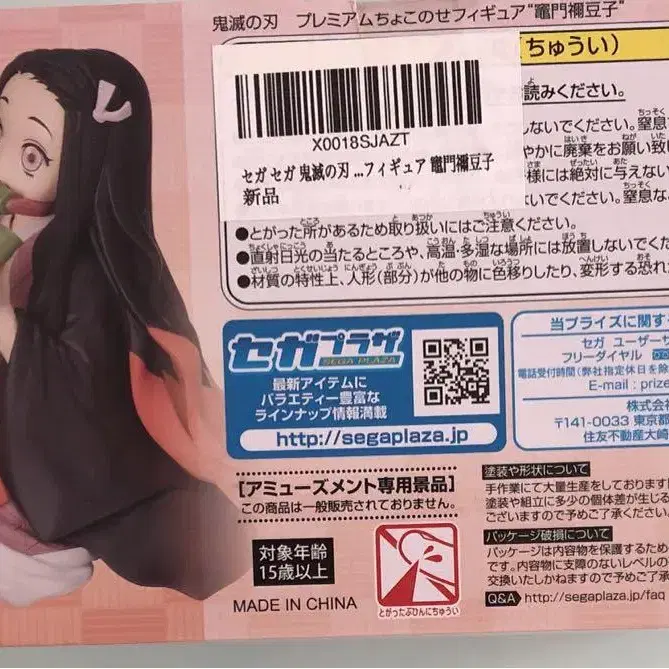 鬼滅の刃 プレミアムちょこのせフィギュア"竈門禰豆子"
(ちゅうい)
読みください。
X0018SJAZT
セガ セガ 鬼滅の刃 ...フィギュア 竈門禰豆子
新品
しないでください。窒息
やかに廃棄をお願い致し
様には絶対に与えない
いでください。窒息な
●とがった所があるため取り扱いにはご注意ください。
●直射日光の当たるところや、高温・多湿な場所には放置しないでくだ
●材質の特性上、人形(部分)が他の物に色移りしたり、変形する恐れ
セガプラザ
SEGA PLAZA
最新アイテムに
バラエティー豊富な
ラインナップ情報満載
http://segaplaza.jp
当プライズに関する
セガ ユーザーサ
フリーダイヤル
電話受付時間(弊社指定休日を除
E-mail : prize
株式会
〒141-0033 東京都
住友不動産大崎
[アミューズメント専用景品]
この商品は一般販売されておりません。
対象年齢
15歳以上
MADE IN CHINA
とがったぶひんにちゅうい
塗装や形状について
手作業にて大量生産をしております
塗装や組立に多少の個体差が生じる
ございますので予めご了承ください
パッケージ破損について
パッケージは内容物を保護するため
です。内容物に支障のないレベルの
交換いたしかねますので予めご了承
Q&A http://segaplaza.jp/faq